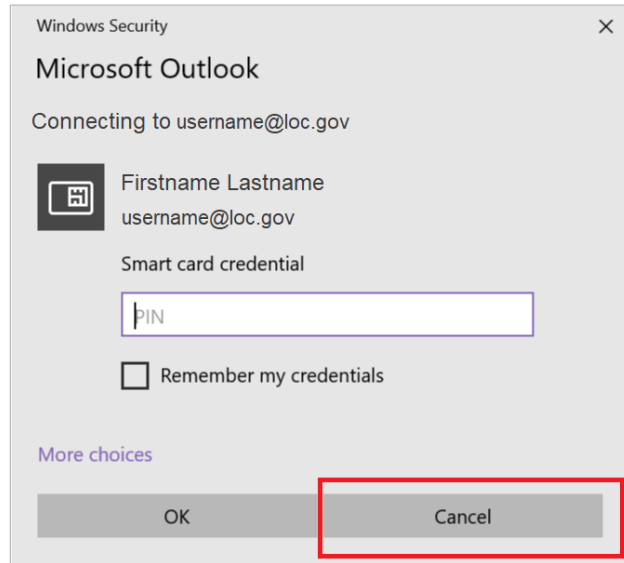 Windows Security
Microsoft Outlook
Connecting to username@loc.gov
Firstname Lastname
username@loc.gov
Smart card credential
PIN
Remember my credentials
More choices
OK
Cancel